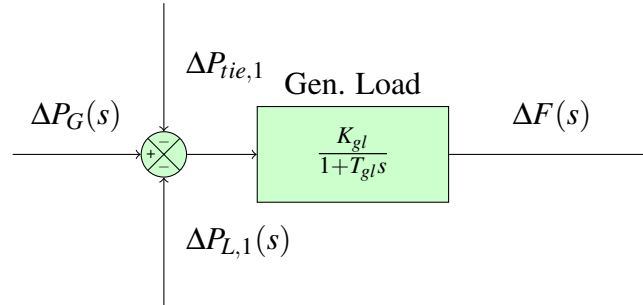 ΔP_{tie,1}
Gen. Load
ΔP_G(s)
ΔF(s)
−
+
−
K_{gl}
1+T_{gl}s
ΔP_{L,1}(s)